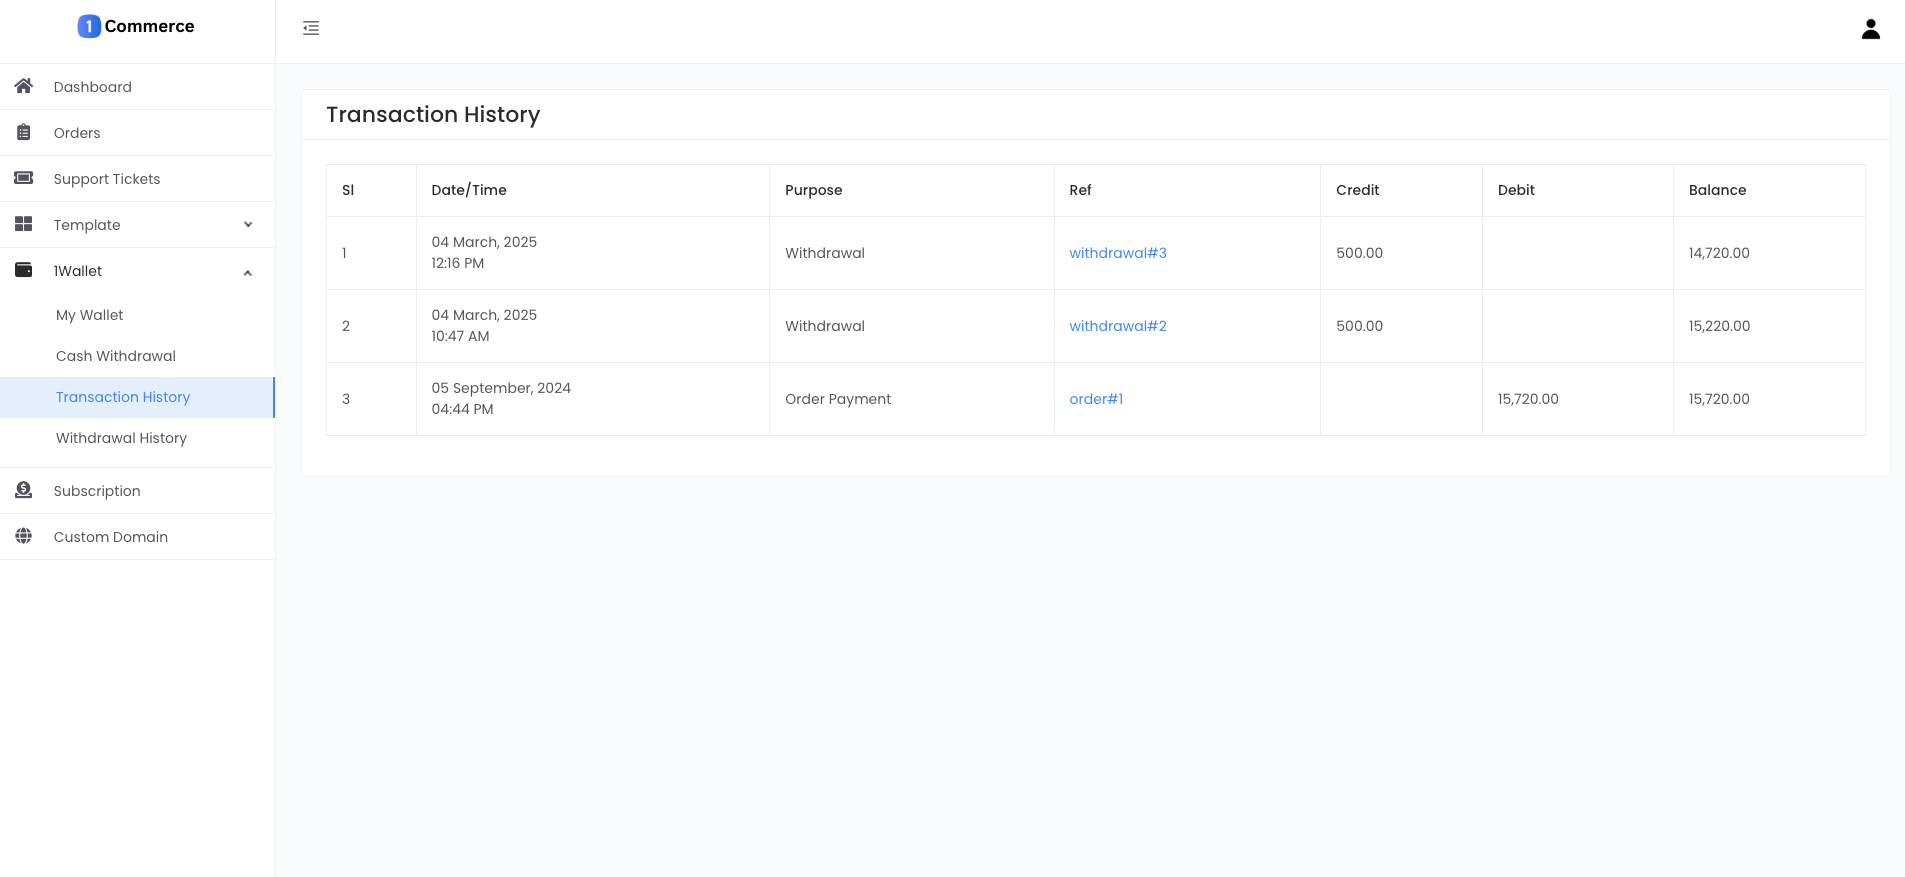 1 Commerce
Dashboard
Orders
Support Tickets
Template
1Wallet
My Wallet
Cash Withdrawal
Transaction History
Withdrawal History
Subscription
Custom Domain
Transaction History
Sl Date/Time Purpose Ref Credit Debit Balance
1 04 March, 2025 12:16 PM Withdrawal withdrawal#3 500.00 14,720.00
2 04 March, 2025 10:47 AM Withdrawal withdrawal#2 500.00 15,220.00
3 05 September, 2024 04:44 PM Order Payment order#1 15,720.00 15,720.00